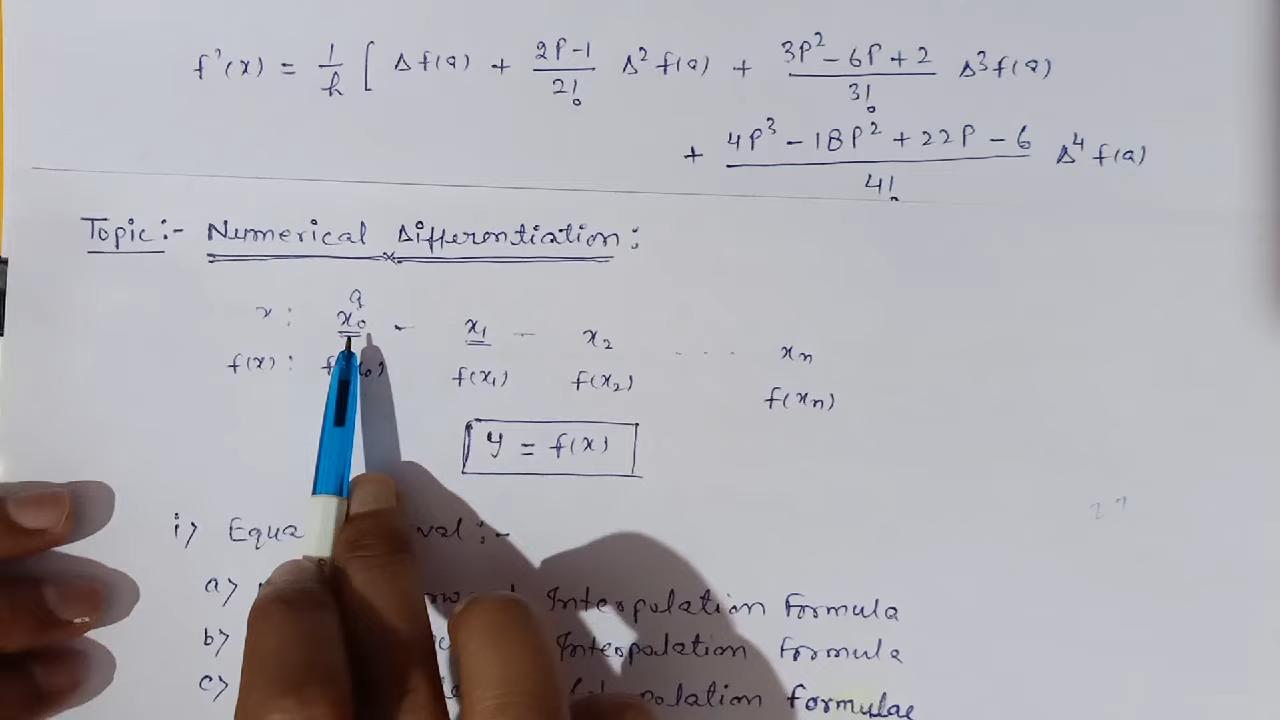 f'(x) = 1/h [ Δf(a) + (2P-1)/2! Δ²f(a) + (3P²-6P+2)/3! Δ³f(a)
+ (4P³-18P²+22P-6)/4! Δ⁴f(a)
Topic:- Numerical Differentiation:
a
x: x₀ - x₁ - x₂ .... xₙ
f(x): f(x₀) f(x₁) f(x₂) f(xₙ)
y = f(x)
i)
a) Interpolation Formula
b) Interpolation Formula
c) formulae